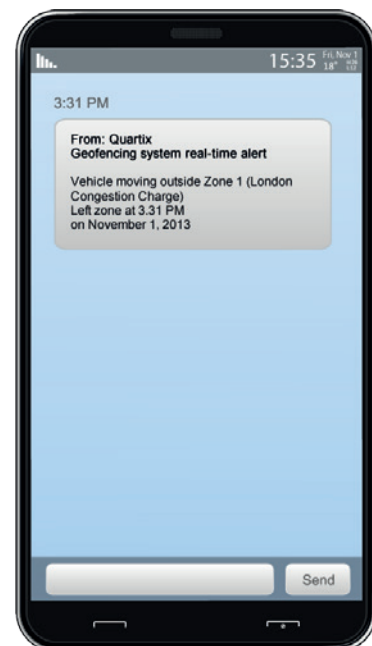 15:35 Fri, Nov 1
18°
3:31 PM
From: Quartix
Geofencing system real-time alert
Vehicle moving outside Zone 1 (London
Congestion Charge)
Left zone at 3.31 PM
on November 1, 2013
Send